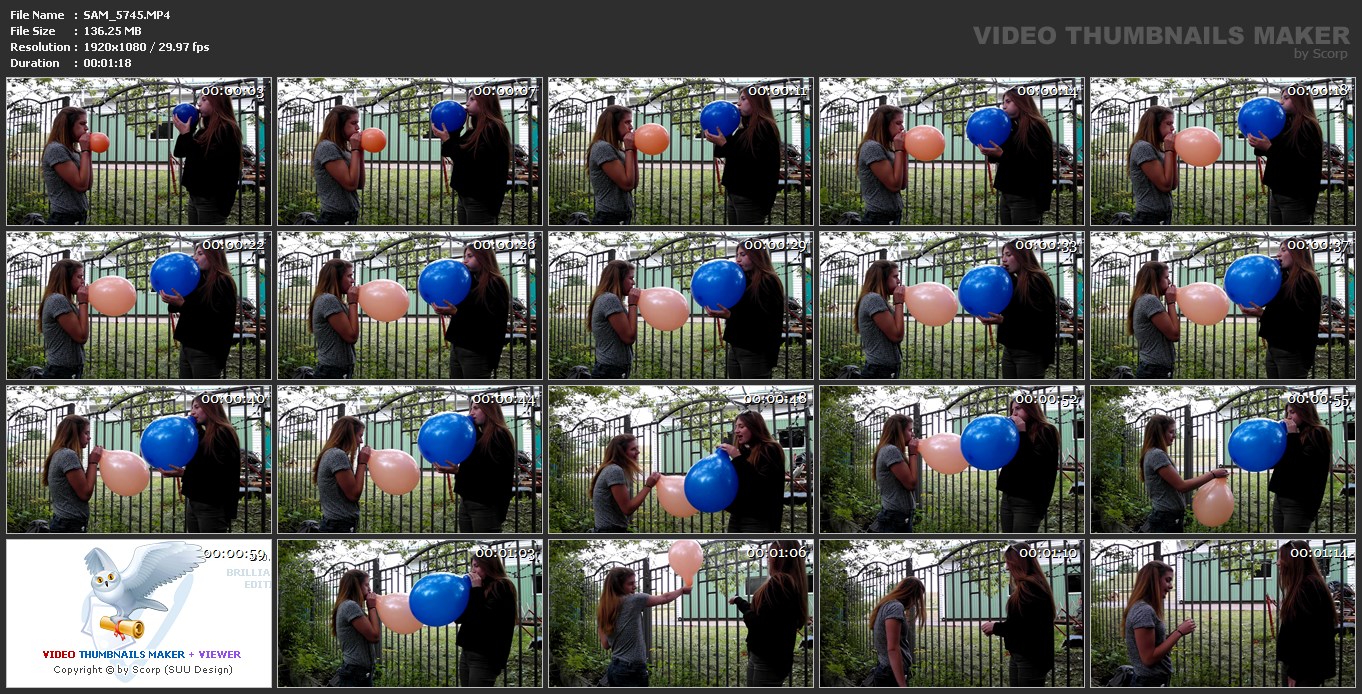 File Name : SAM_5745.MP4
File Size : 136.25 MB
Resolution : 1920x1080 / 29.97 fps
Duration : 00:01:18
VIDEO THUMBNAILS MAKER
by Scorp
00:00:03 00:00:07 00:00:11 00:00:14 00:00:18
00:00:22 00:00:26 00:00:29 00:00:33 00:00:37
00:00:40 00:00:44 00:00:48 00:00:52 00:00:55
00:00:59 00:01:03 00:01:06 00:01:10 00:01:14
VIDEO THUMBNAILS MAKER + VIEWER
Copyright © by Scorp (SUU Design)